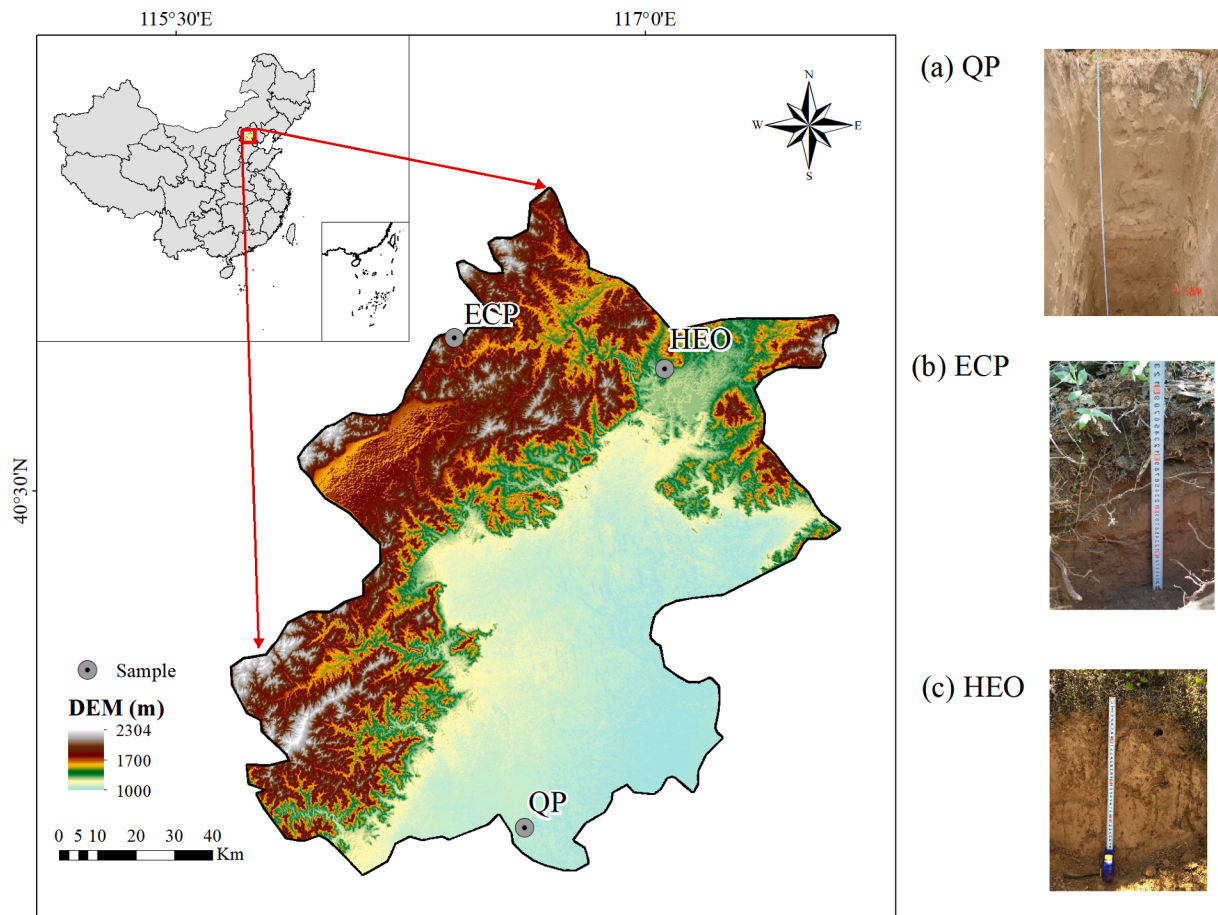 115°30'E
117°0'E
40°30'N
N
W
E
S
ECP
HEO
QP
Sample
DEM (m)
2304
1700
1000
0 5 10 20 30 40
Km
(a) QP
(b) ECP
(c) HEO